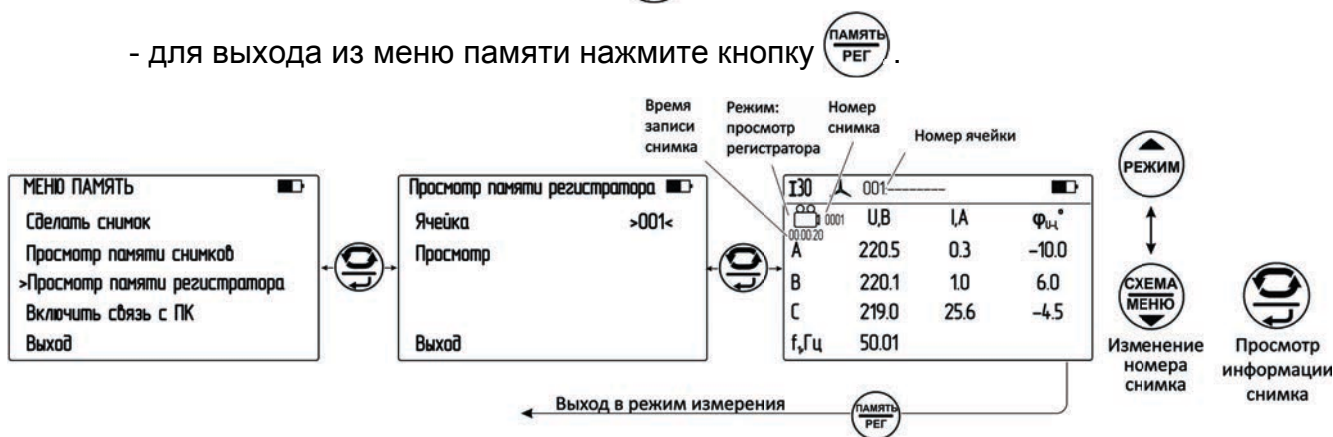 - для выхода из меню памяти нажмите кнопку ПАМЯТЬ РЕГ.
Время записи снимка
Режим: просмотр регистратора
Номер снимка
Номер ячейки
МЕНЮ ПАМЯТЬ
Сделать снимок
Просмотр памяти снимков
>Просмотр памяти регистратора
Включить связь с ПК
Выход
Просмотр памяти регистратора
Ячейка >001<
Просмотр
Выход
I30 001:--------
0001 U,В I,А φu-i°
00:00:20
A 220.5 0.3 –10.0
B 220.1 1.0 6.0
C 219.0 25.6 –4.5
f,Гц 50.01
РЕЖИМ
СХЕМА
МЕНЮ
Изменение
номера
снимка
Просмотр
информации
снимка
Выход в режим измерения
ПАМЯТЬ
РЕГ